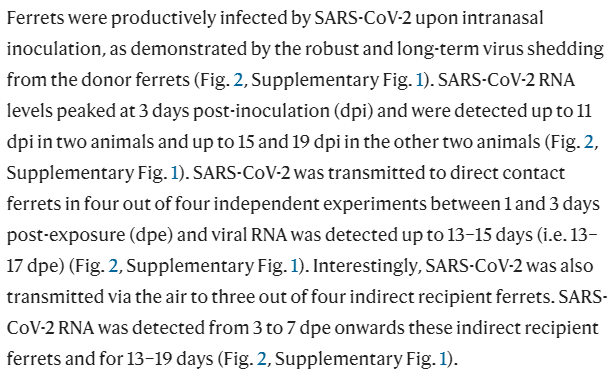 Ferrets were productively infected by SARS-CoV-2 upon intranasal
inoculation, as demonstrated by the robust and long-term virus shedding
from the donor ferrets (Fig. 2, Supplementary Fig. 1). SARS-CoV-2 RNA
levels peaked at 3 days post-inoculation (dpi) and were detected up to 11
dpi in two animals and up to 15 and 19 dpi in the other two animals (Fig. 2,
Supplementary Fig. 1). SARS-CoV-2 was transmitted to direct contact
ferrets in four out of four independent experiments between 1 and 3 days
post-exposure (dpe) and viral RNA was detected up to 13–15 days (i.e. 13–
17 dpe) (Fig. 2, Supplementary Fig. 1). Interestingly, SARS-CoV-2 was also
transmitted via the air to three out of four indirect recipient ferrets. SARS-
CoV-2 RNA was detected from 3 to 7 dpe onwards these indirect recipient
ferrets and for 13–19 days (Fig. 2, Supplementary Fig. 1).